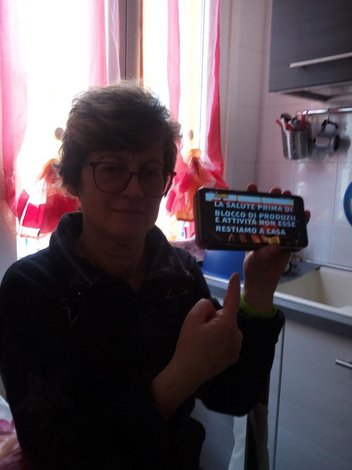 LA SALUTE PRIMA DI
BLOCCO DI PRODUZI
E ATTIVITÀ NON ESSE
RESTIAMO A CASA